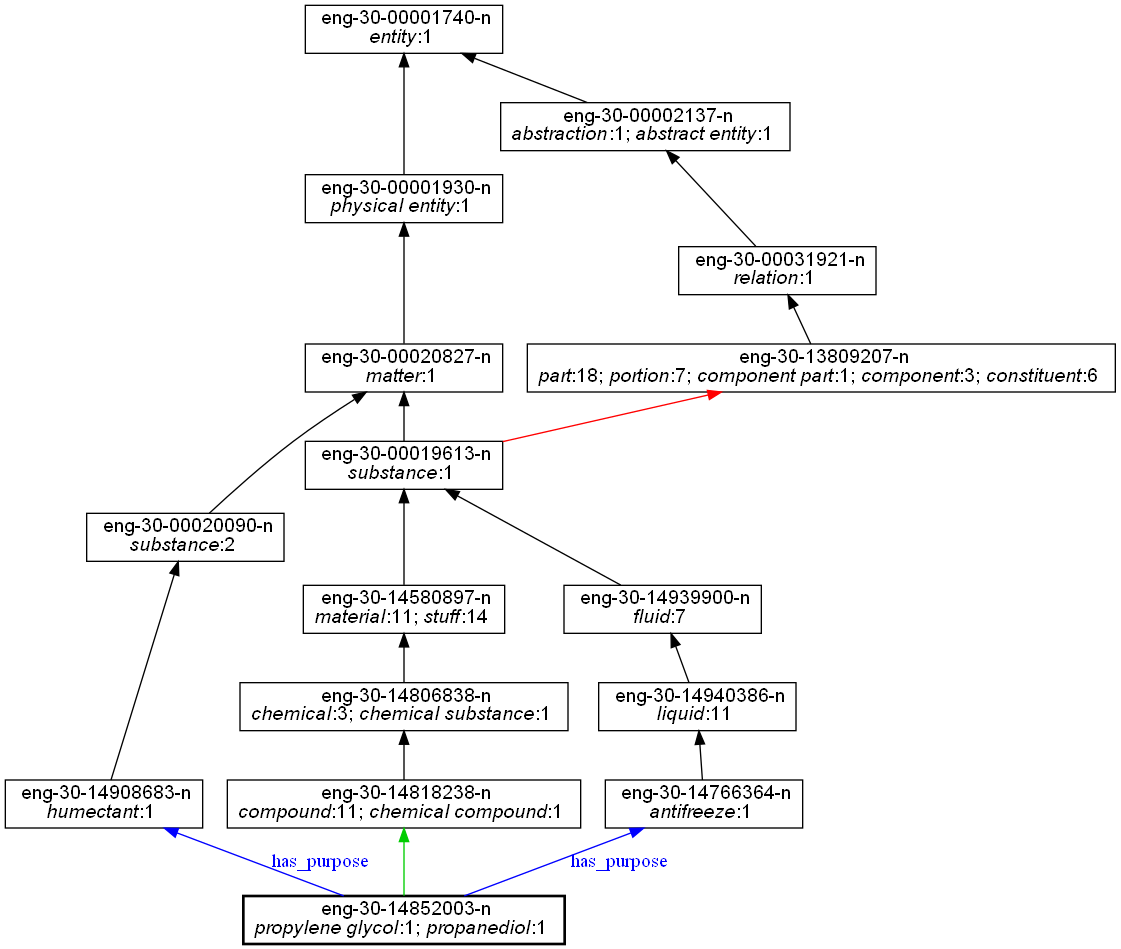 eng-30-00001740-n
entity:1
eng-30-00002137-n
abstraction:1; abstract entity:1
eng-30-00001930-n
physical entity:1
eng-30-00031921-n
relation:1
eng-30-00020827-n
matter:1
eng-30-13809207-n
part:18; portion:7; component part:1; component:3; constituent:6
eng-30-00019613-n
substance:1
eng-30-00020090-n
substance:2
eng-30-14580897-n
material:11; stuff:14
eng-30-14939900-n
fluid:7
eng-30-14806838-n
chemical:3; chemical substance:1
eng-30-14940386-n
liquid:11
eng-30-14908683-n
humectant:1
eng-30-14818238-n
compound:11; chemical compound:1
eng-30-14766364-n
antifreeze:1
has_purpose
has_purpose
eng-30-14852003-n
propylene glycol:1; propanediol:1